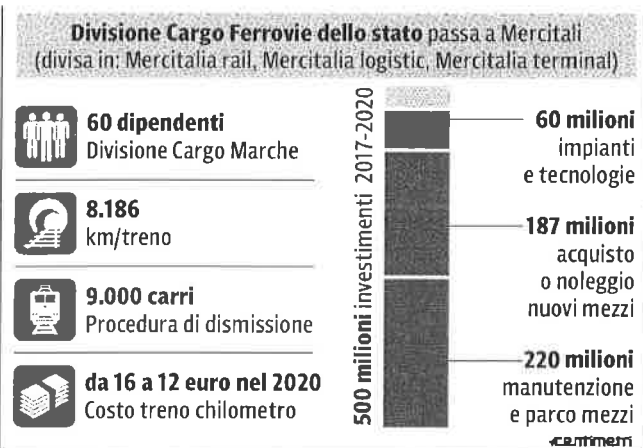 Divisione Cargo Ferrovie dello stato passa a Mercitali
(divisa in: Mercitalia rail, Mercitalia logistic, Mercitalia terminal)
60 dipendenti
Divisione Cargo Marche
8.186
km/treno
9.000 carri
Procedura di dismissione
da 16 a 12 euro nel 2020
Costo treno chilometro
500 milioni investimenti 2017-2020
60 milioni
impianti
e tecnologie
187 milioni
acquisto
o noleggio
nuovi mezzi
220 milioni
manutenzione
e parco mezzi
centimetri